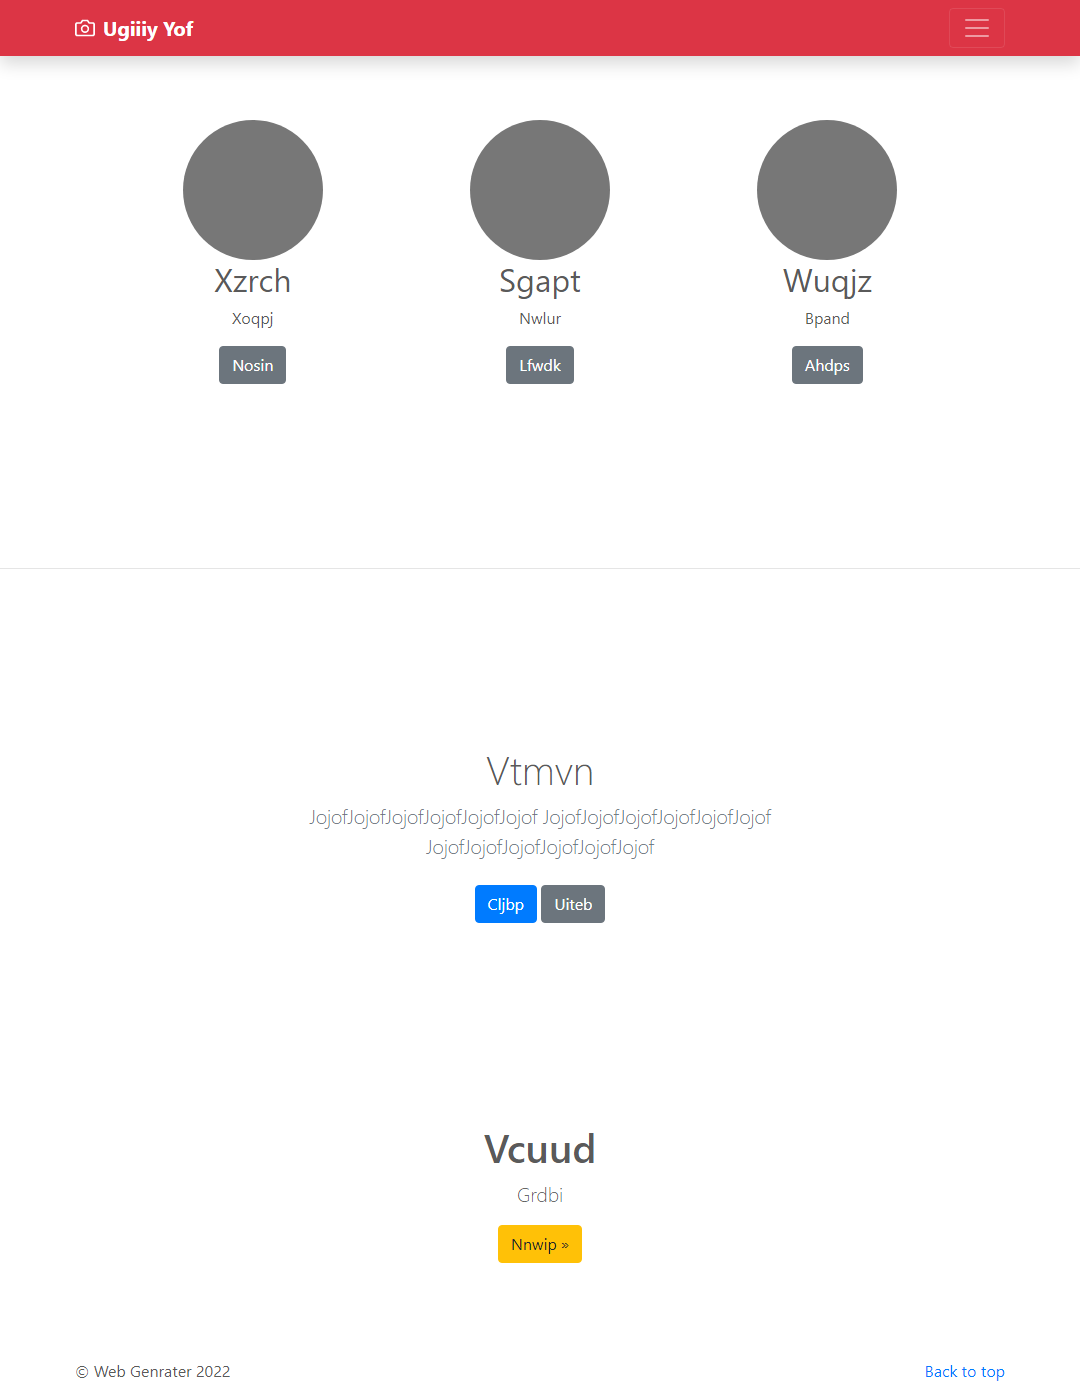 Ugiiiy Yof
Xzrch
Sgapt
Wuqjz
Xoqpj
Nwlur
Bpand
Nosin
Lfwdk
Ahdps
Vtmvn
JojofJojofJojofJojofJojofJojof JojofJojofJojofJojofJojofJojof
JojofJojofJojofJojofJojofJojof
Cljbp
Uiteb
Vcuud
Grdbi
Nnwip »
© Web Genrater 2022
Back to top